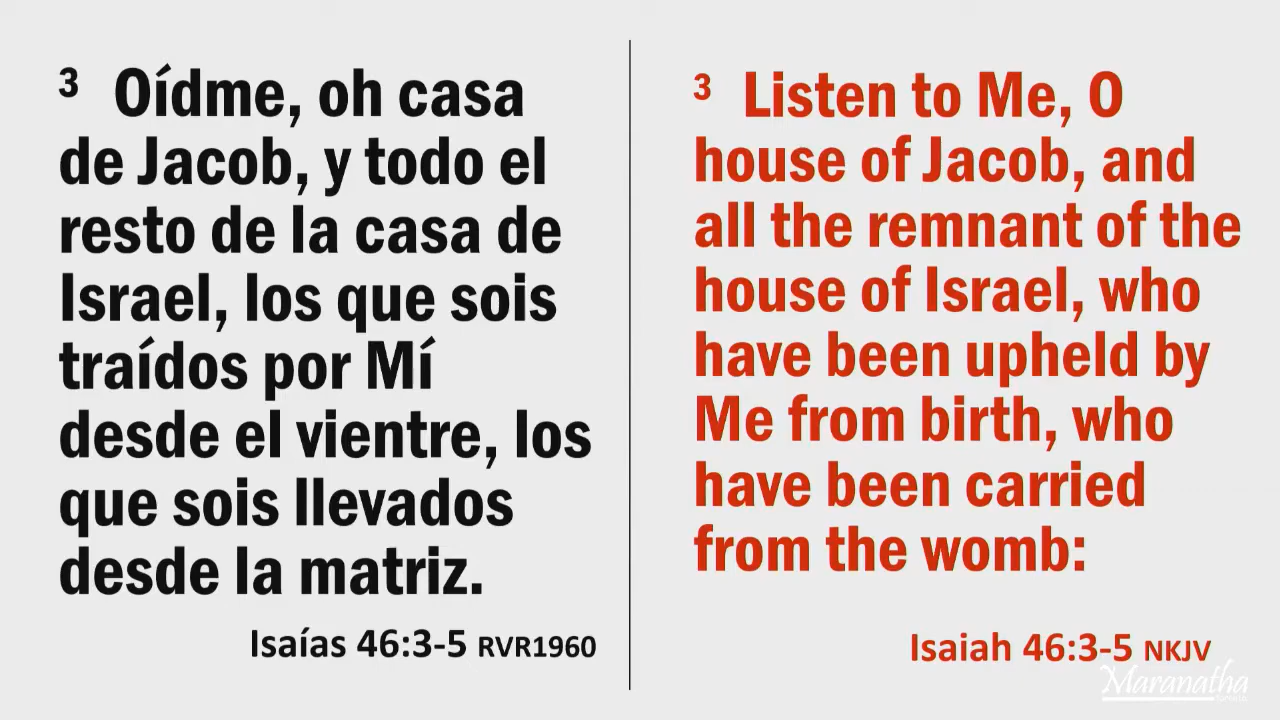 3 Oídme, oh casa
de Jacob, y todo el
resto de la casa de
Israel, los que sois
traídos por Mí
desde el vientre, los
que sois llevados
desde la matriz.
Isaías 46:3-5 RVR1960
3 Listen to Me, O
house of Jacob, and
all the remnant of the
house of Israel, who
have been upheld by
Me from birth, who
have been carried
from the womb:
Isaiah 46:3-5 NKJV
Maranatha